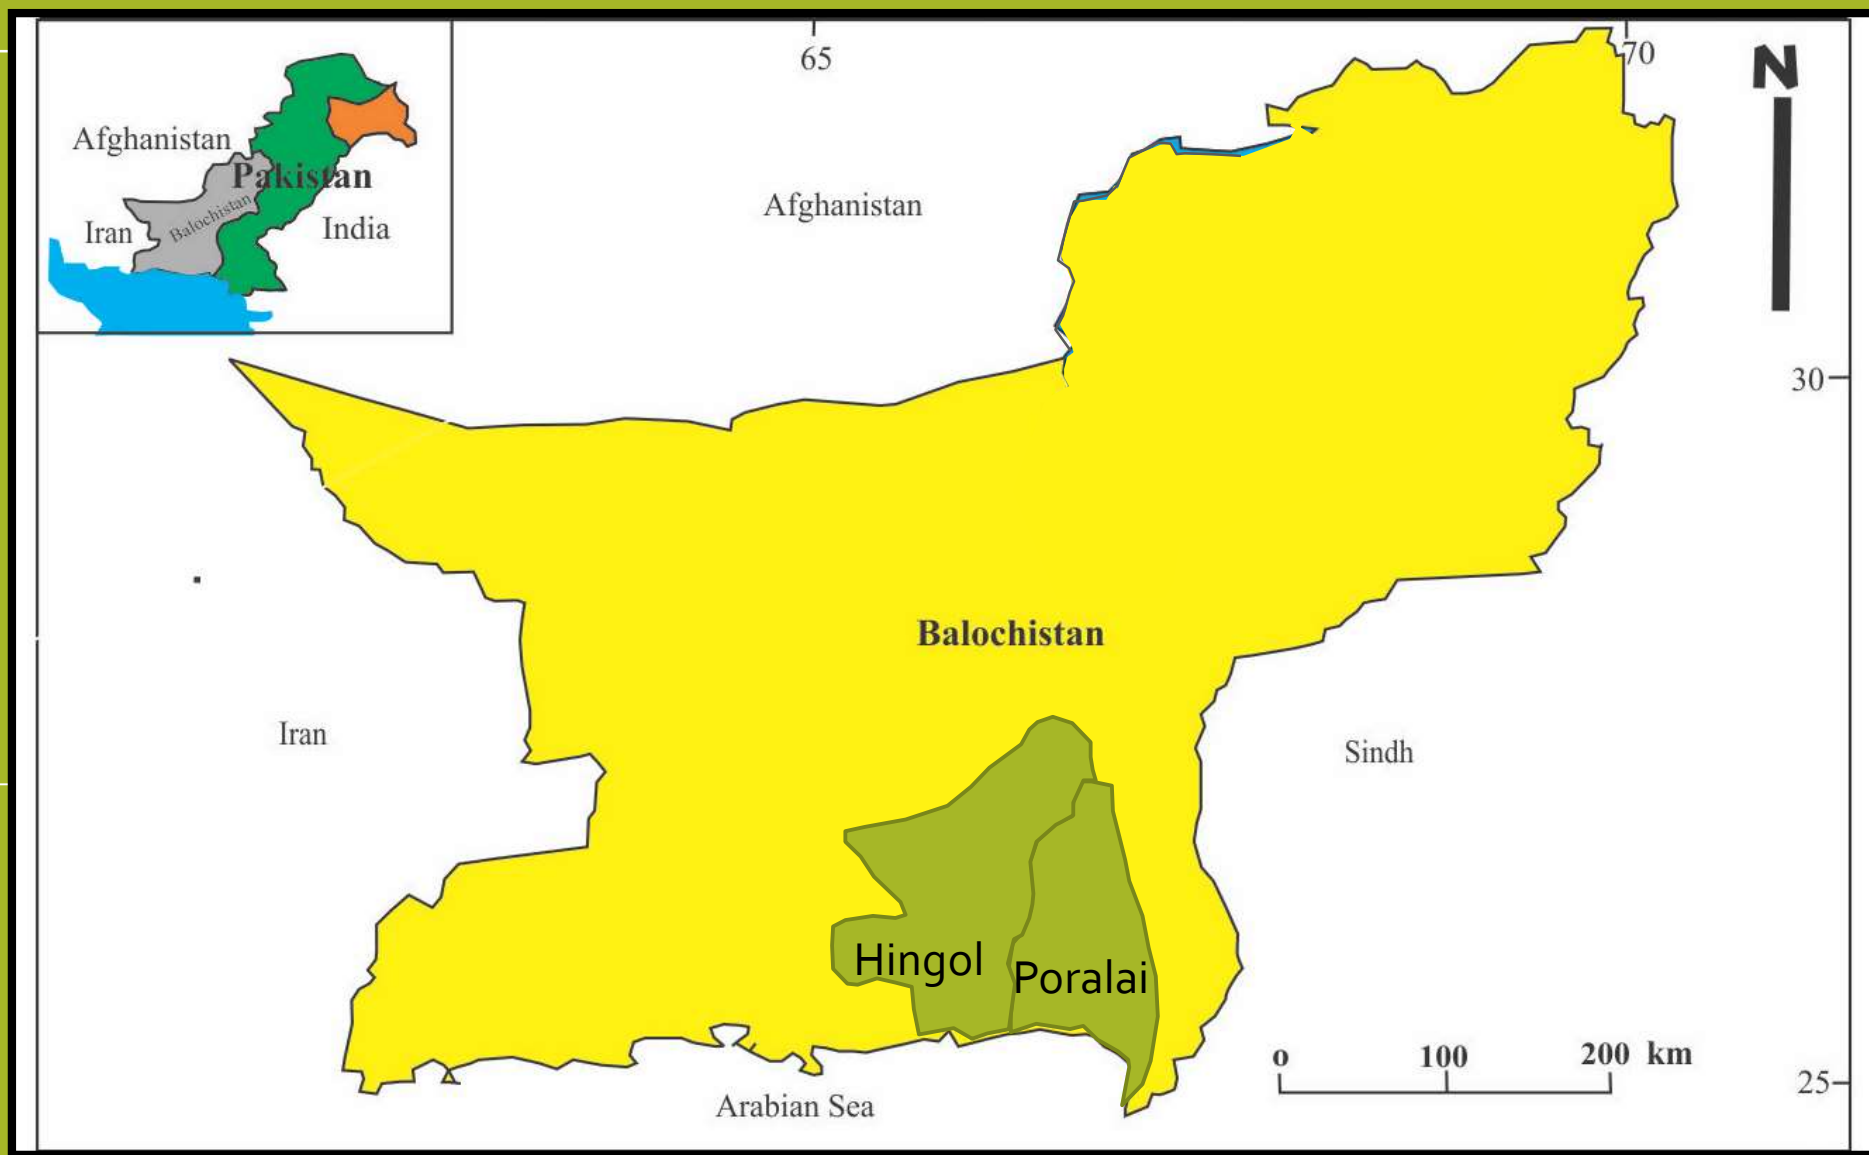 65
70
N
Afghanistan
Pakistan
Balochistan
Iran
India
Afghanistan
30
Balochistan
Iran
Sindh
Hingol
Poralai
o 100 200 km
25
Arabian Sea